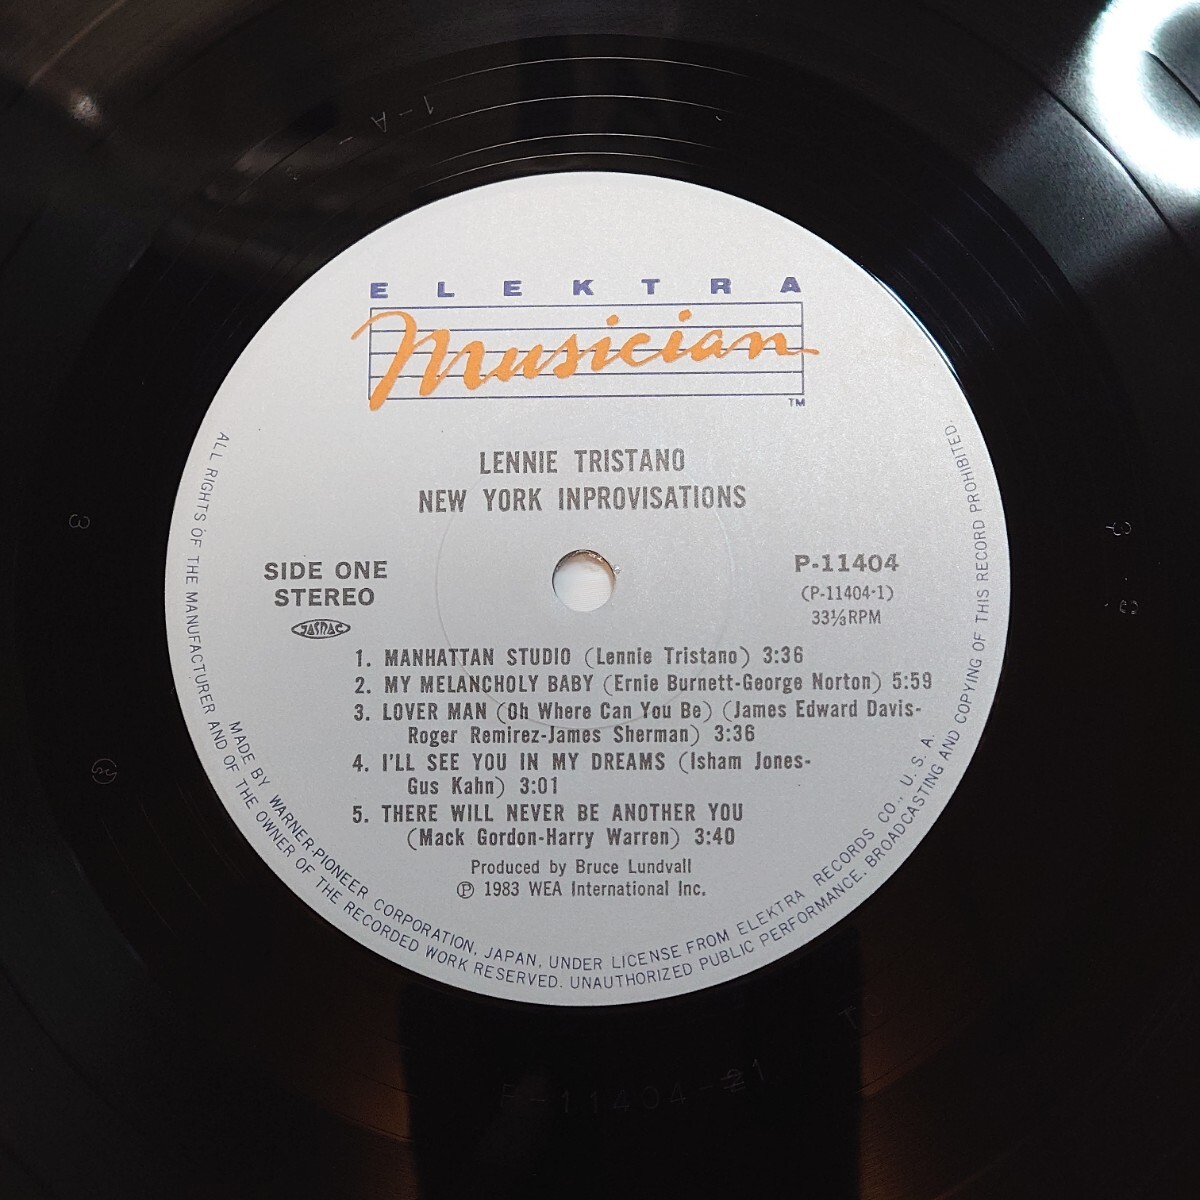 ELEKTRA
Musician
TM
LENNIE TRISTANO
NEW YORK INPROVISATIONS
SIDE ONE
STEREO
JASRAC
P-11404
(P-11404-1)
33⅓RPM
1. MANHATTAN STUDIO (Lennie Tristano) 3:36
2. MY MELANCHOLY BABY (Ernie Burnett-George Norton) 5:59
3. LOVER MAN (Oh Where Can You Be) (James Edward Davis-
Roger Remirez-James Sherman) 3:36
4. I'LL SEE YOU IN MY DREAMS (Isham Jones-
Gus Kahn) 3:01
5. THERE WILL NEVER BE ANOTHER YOU
(Mack Gordon-Harry Warren) 3:40
Produced by Bruce Lundvall
Ⓟ 1983 WEA International Inc.
MADE BY WARNER-PIONEER CORPORATION, JAPAN, UNDER LICENSE FROM ELEKTRA RECORDS CO., U.S.A.
ALL RIGHTS OF THE MANUFACTURER AND OF THE OWNER OF THE RECORDED WORK RESERVED. UNAUTHORIZED PUBLIC PERFORMANCE, BROADCASTING AND COPYING OF THIS RECORD PROHIBITED.
1-A-